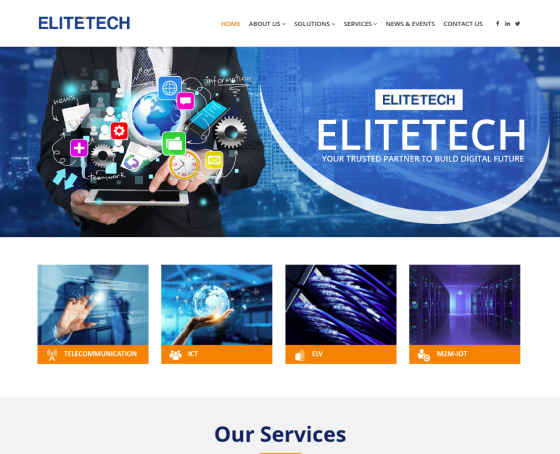 ELITETECH
HOME ABOUT US SOLUTIONS SERVICES NEWS & EVENTS CONTACT US
information
news
teamwork
ELITETECH
ELITETECH
YOUR TRUSTED PARTNER TO BUILD DIGITAL FUTURE
TELECOMMUNICATION
ICT
ELV
M2M-IOT
Our Services